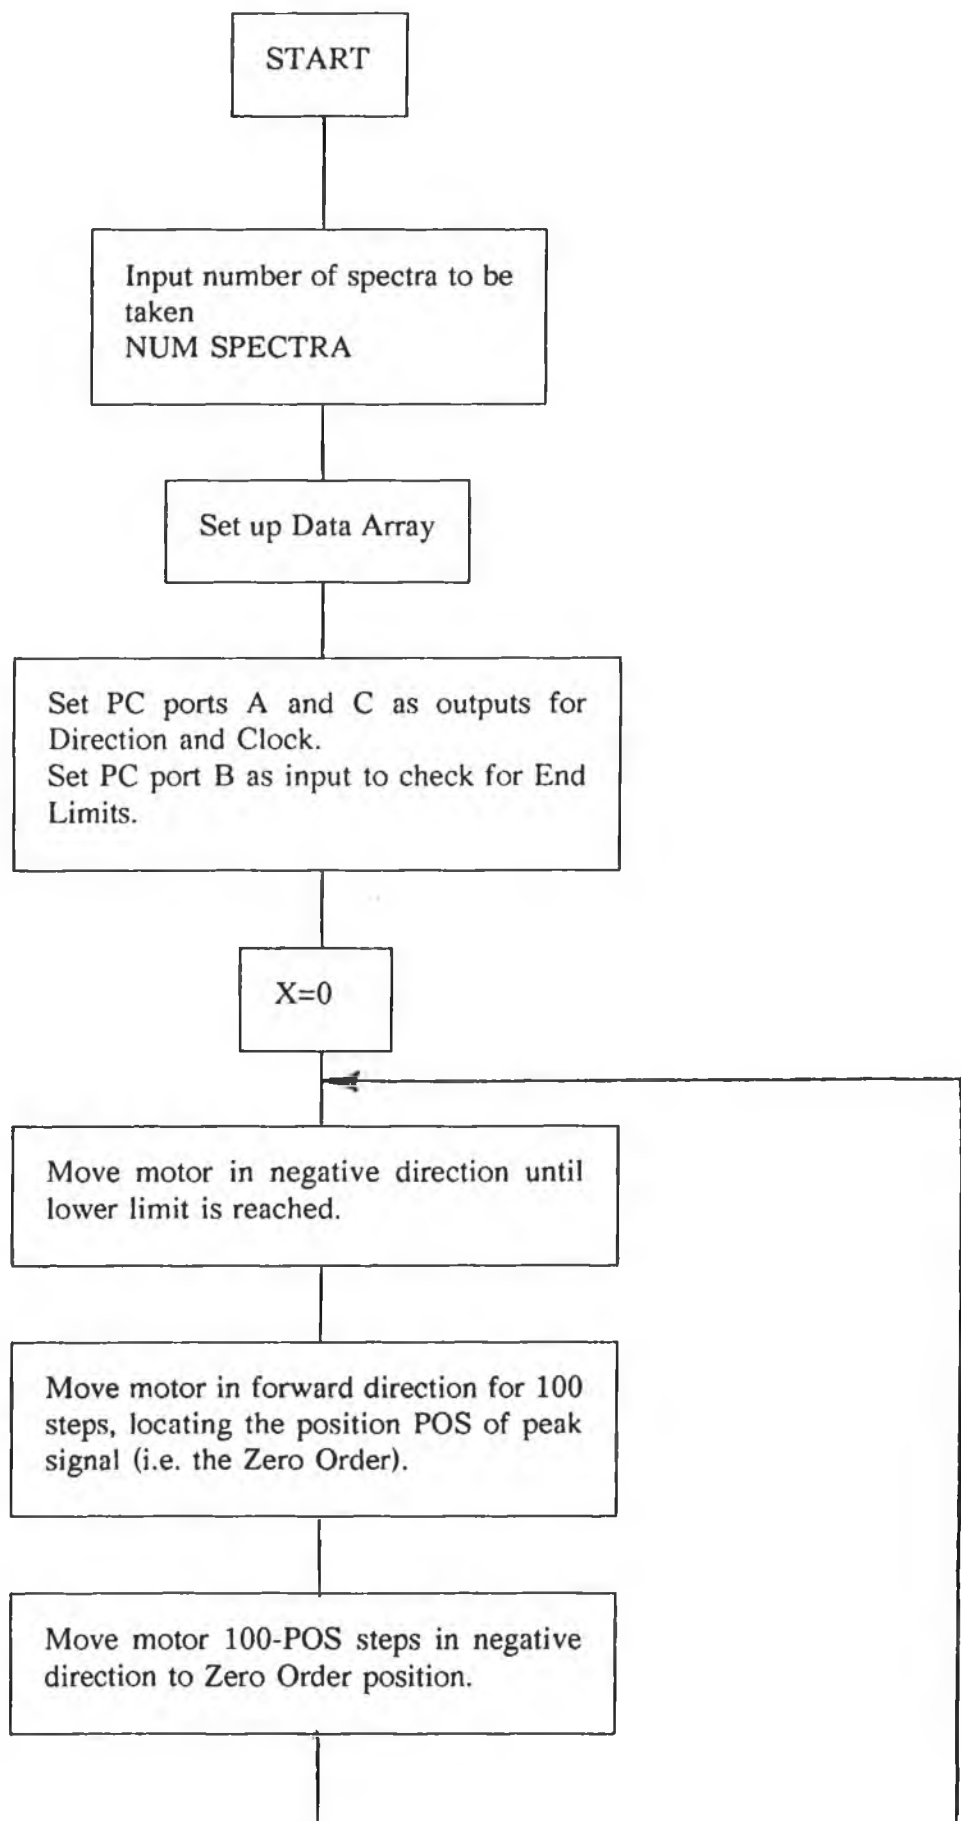 START
Input number of spectra to be
taken
NUM SPECTRA
Set up Data Array
Set PC ports A and C as outputs for
Direction and Clock.
Set PC port B as input to check for End
Limits.
X=0
Move motor in negative direction until
lower limit is reached.
Move motor in forward direction for 100
steps, locating the position POS of peak
signal (i.e. the Zero Order).
Move motor 100-POS steps in negative
direction to Zero Order position.